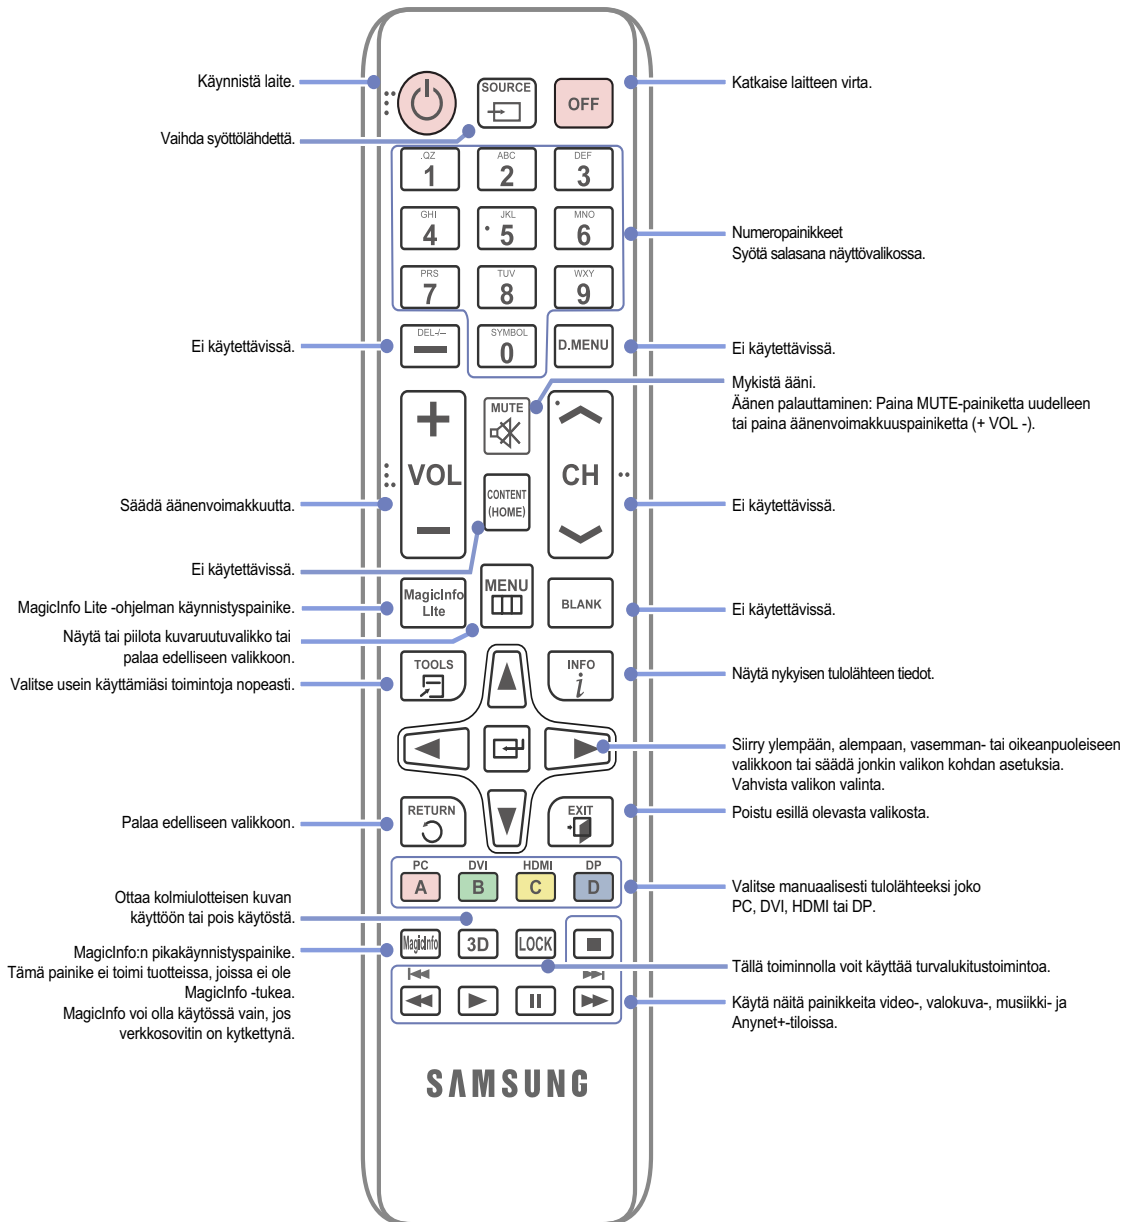 Käynnistä laite.
SOURCE
OFF
Katkaise laitteen virta.
Vaihda syöttölähdettä.
.QZ
1
ABC
2
DEF
3
GHI
4
JKL
5
MNO
6
PRS
7
TUV
8
WXY
9
Numeropainikkeet
Syötä salasana näyttövalikossa.
Ei käytettävissä.
DEL-/--
SYMBOL
0
D.MENU
Ei käytettävissä.
Mykistä ääni.
Äänen palauttaminen: Paina MUTE-painiketta uudelleen
tai paina äänenvoimakkuuspainiketta (+ VOL -).
MUTE
VOL
CH
CONTENT
(HOME)
Säädä äänenvoimakkuutta.
Ei käytettävissä.
Ei käytettävissä.
MagicInfo
Lite
MENU
BLANK
MagicInfo Lite -ohjelman käynnistyspainike.
Ei käytettävissä.
Näytä tai piilota kuvaruutuvalikko tai
palaa edelliseen valikkoon.
TOOLS
INFO
i
Valitse usein käyttämiäsi toimintoja nopeasti.
Näytä nykyisen tulolähteen tiedot.
Siirry ylempään, alempaan, vasemman- tai oikeanpuoleiseen
valikkoon tai säädä jonkin valikon kohdan asetuksia.
Vahvista valikon valinta.
RETURN
EXIT
Palaa edelliseen valikkoon.
Poistu esillä olevasta valikosta.
PC
DVI
HDMI
DP
A
B
C
D
Valitse manuaalisesti tulolähteeksi joko
PC, DVI, HDMI tai DP.
Ottaa kolmiulotteisen kuvan
käyttöön tai pois käytöstä.
MagicInfo
3D
LOCK
MagicInfo:n pikakäynnistyspainike.
Tämä painike ei toimi tuotteissa, joissa ei ole
MagicInfo -tukea.
MagicInfo voi olla käytössä vain, jos
verkkosovitin on kytkettynä.
Tällä toiminnolla voit käyttää turvalukitustoimintoa.
Käytä näitä painikkeita video-, valokuva-, musiikki- ja
Anynet+-tiloissa.
SAMSUNG